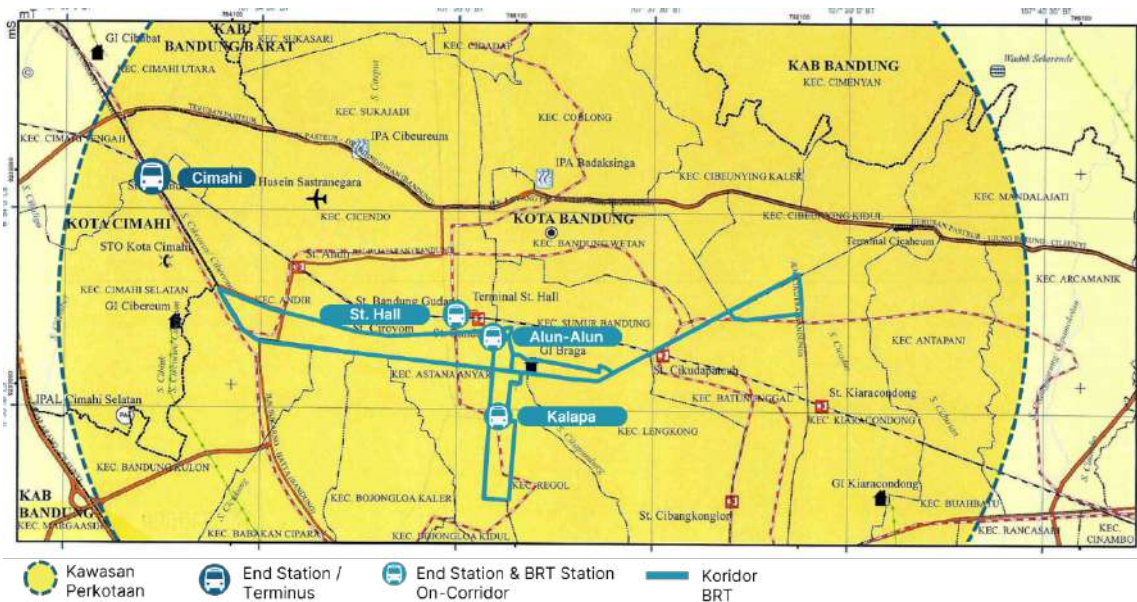 KAB
BANDUNG BARAT
GI Cibabat
KEC. CIMAHI UTARA
KEC. SUKASARI
KEC. CIDADAP
KAB BANDUNG
KEC. CIMENYAN
KEC. SUKAJADI
S. Citepus
IPA Cibeureum
KEC. COBLONG
IPA Badaksinga
KEC. CIMAHI TENGAH
Cimahi
Husein Sastranegara
KEC. CICENDO
KEC. CIBEUNYING KALER
KEC. MANDALAJATI
KOTA CIMAHI
STO Kota Cimahi
KOTA BANDUNG
KEC. CIBEUNYING KIDUL
KEC. BANDUNG WETAN
Terminal Cicaheum
KEC. ARCAMANIK
St. Andir
KEC. CIMAHI SELATAN
GI Cibereum
KEC. ANDIR
St. Bandung Gudang
Terminal St. Hall
St. Hall
St. Ciroyom
KEC. SUMUR BANDUNG
Alun-Alun
GI Braga
KEC. ANTAPANI
KEC. ASTANA ANYAR
St. Cikudapateuh
IPAL Cimahi Selatan
KEC. BATUNUNGGAL
St. Kiaracondong
Kalapa
KEC. KIARACONDONG
KEC. LENGKONG
KEC. BANDUNG KULON
KEC. BOJONGLOA KALER
KEC. REGOL
GI Kiaracondong
KAB
BANDUNG
KEC. BUAHBATU
St. Cibangkonglor
KEC. BABAKAN CIPARA
KEC. RANCASARI
KEC.
CINAMBO
Kawasan
Perkotaan
End Station /
Terminus
End Station & BRT Station
On-Corridor
Koridor
BRT